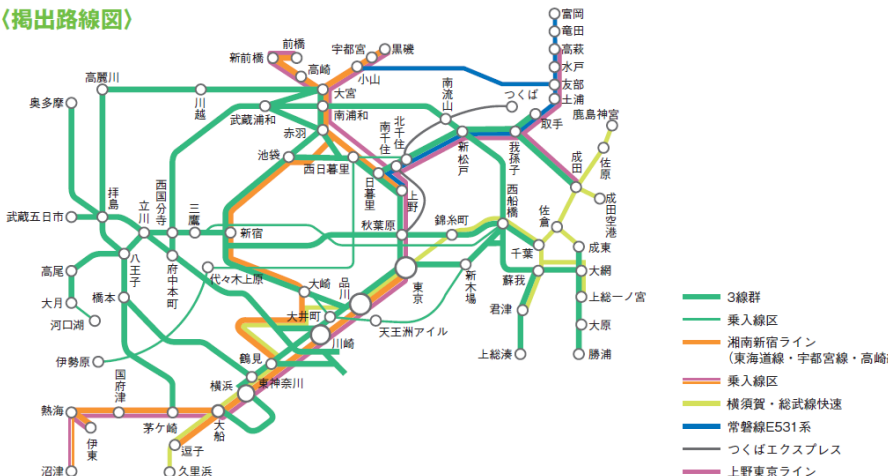 〈掲出路線図〉
富岡
竜田
高萩
水戸
友部
土浦
鹿島神宮
前橋
新前橋
高崎
宇都宮
黒磯
小山
高麗川
川越
大宮
奥多摩
武蔵浦和
南浦和
赤羽
南流山
つくば
取手
北千住
南千住
新松戸
我孫子
成田
佐原
池袋
西日暮里
日暮里
上野
西船橋
佐倉
成田空港
拝島
西国分寺
立川
三鷹
新宿
武蔵五日市
秋葉原
錦糸町
千葉
成東
八王子
府中本町
代々木上原
高尾
大月
河口湖
橋本
大崎
品川
東京
新木場
蘇我
大網
上総一ノ宮
君津
大原
上総湊
勝浦
大井町
天王洲アイル
川崎
伊勢原
鶴見
横浜
東神奈川
国府津
熱海
茅ケ崎
大船
伊東
逗子
沼津
久里浜
3線群
乗入線区
湘南新宿ライン
（東海道線・宇都宮線・高崎
乗入線区
横須賀・総武線快速
常磐線E531系
つくばエクスプレス
上野東京ライン